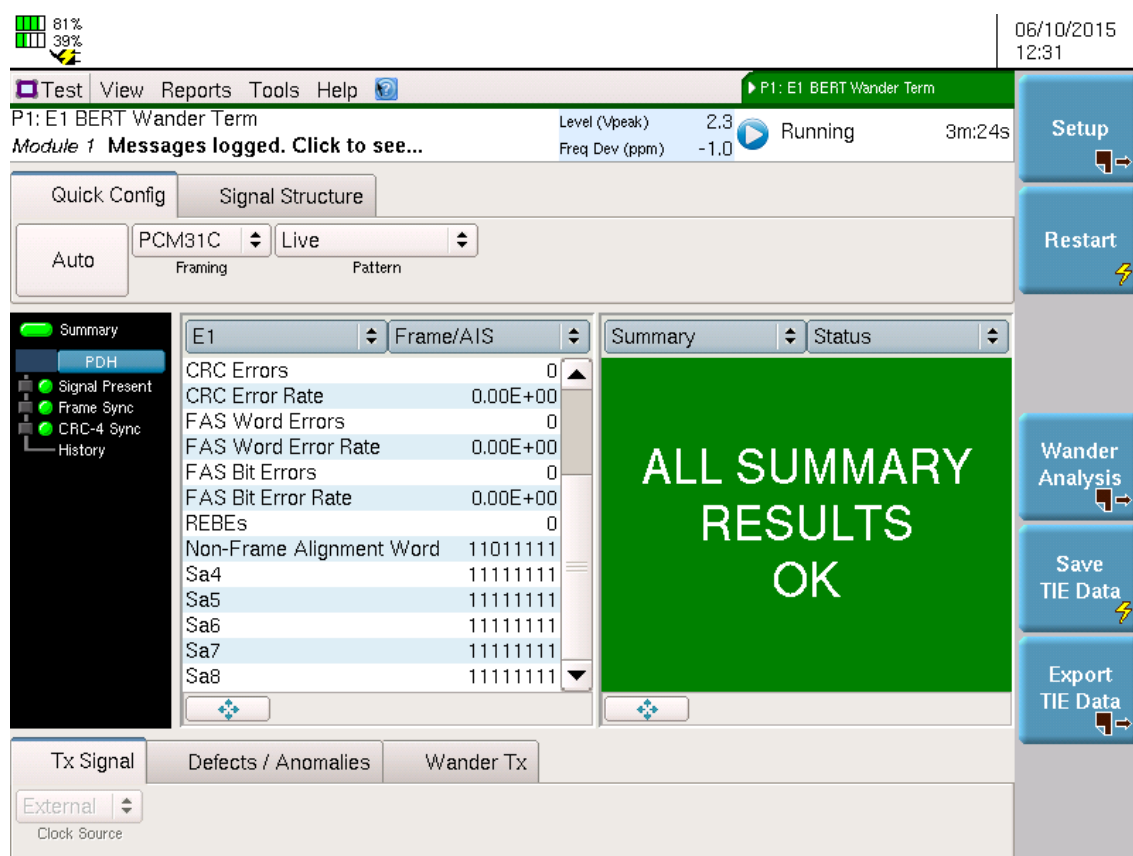 81%
39%
06/10/2015
12:31
Test View Reports Tools Help
P1: E1 BERT Wander Term
P1: E1 BERT Wander Term
Module 1 Messages logged. Click to see...
Level (Vpeak) 2.3
Freq Dev (ppm) -1.0
Running 3m:24s
Setup
Restart
Wander
Analysis
Save
TIE Data
Export
TIE Data
Quick Config Signal Structure
Auto
PCM31C Live
Framing Pattern
Summary
PDH
Signal Present
Frame Sync
CRC-4 Sync
History
E1 Frame/AIS
CRC Errors 0
CRC Error Rate 0.00E+00
FAS Word Errors 0
FAS Word Error Rate 0.00E+00
FAS Bit Errors 0
FAS Bit Error Rate 0.00E+00
REBEs 0
Non-Frame Alignment Word 11011111
Sa4 11111111
Sa5 11111111
Sa6 11111111
Sa7 11111111
Sa8 11111111
Summary Status
ALL SUMMARY
RESULTS
OK
Tx Signal Defects / Anomalies Wander Tx
External
Clock Source